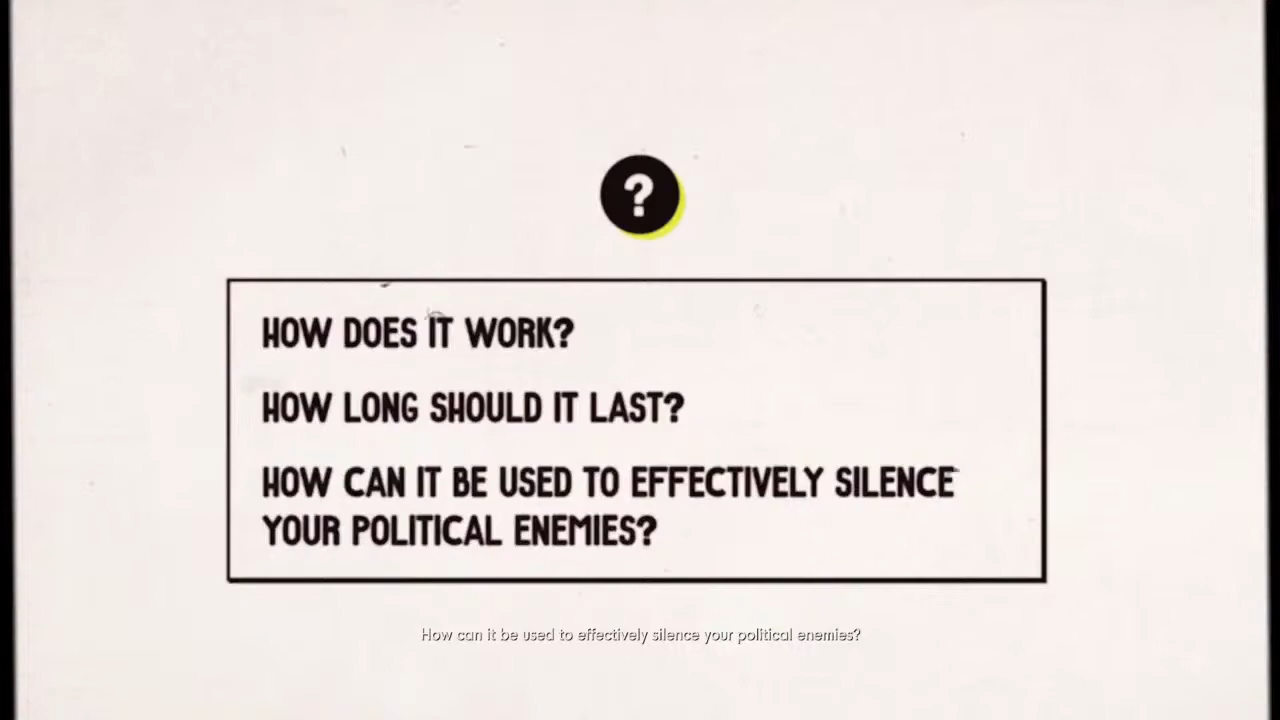 ?
HOW DOES IT WORK?
HOW LONG SHOULD IT LAST?
HOW CAN IT BE USED TO EFFECTIVELY SILENCE
YOUR POLITICAL ENEMIES?
How can it be used to effectively silence your political enemies?